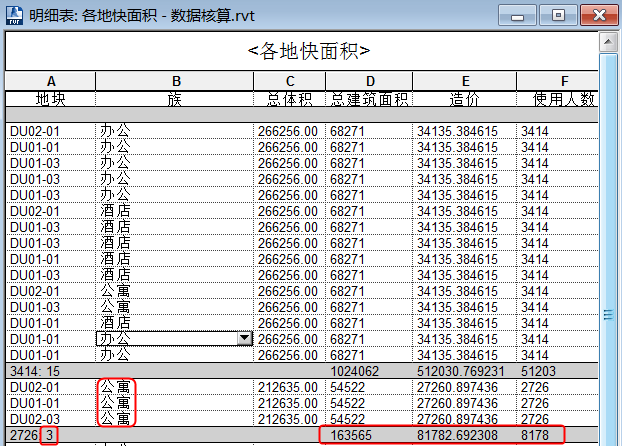 明细表: 各地快面积 - 数据核算.rvt
<各地快面积>
A B C D E F
地块 族 总体积 总建筑面积 造价 使用人数
DU02-01 办公 266256.00 68271 34135.384615 3414
DU01-01 办公 266256.00 68271 34135.384615 3414
DU01-03 办公 266256.00 68271 34135.384615 3414
DU01-03 办公 266256.00 68271 34135.384615 3414
DU01-03 办公 266256.00 68271 34135.384615 3414
DU02-01 酒店 266256.00 68271 34135.384615 3414
DU01-03 酒店 266256.00 68271 34135.384615 3414
DU01-01 酒店 266256.00 68271 34135.384615 3414
DU01-01 酒店 266256.00 68271 34135.384615 3414
DU01-01 酒店 266256.00 68271 34135.384615 3414
DU02-01 公寓 266256.00 68271 34135.384615 3414
DU01-03 公寓 266256.00 68271 34135.384615 3414
DU01-01 酒店 266256.00 68271 34135.384615 3414
DU01-01 办公 266256.00 68271 34135.384615 3414
DU01-01 办公 266256.00 68271 34135.384615 3414
3414: 15 1024062 512030.769231 51203
DU02-01 公寓 212635.00 54522 27260.897436 2726
DU01-01 公寓 212635.00 54522 27260.897436 2726
DU02-03 公寓 212635.00 54522 27260.897436 2726
2726 3 163565 81782.692308 8178